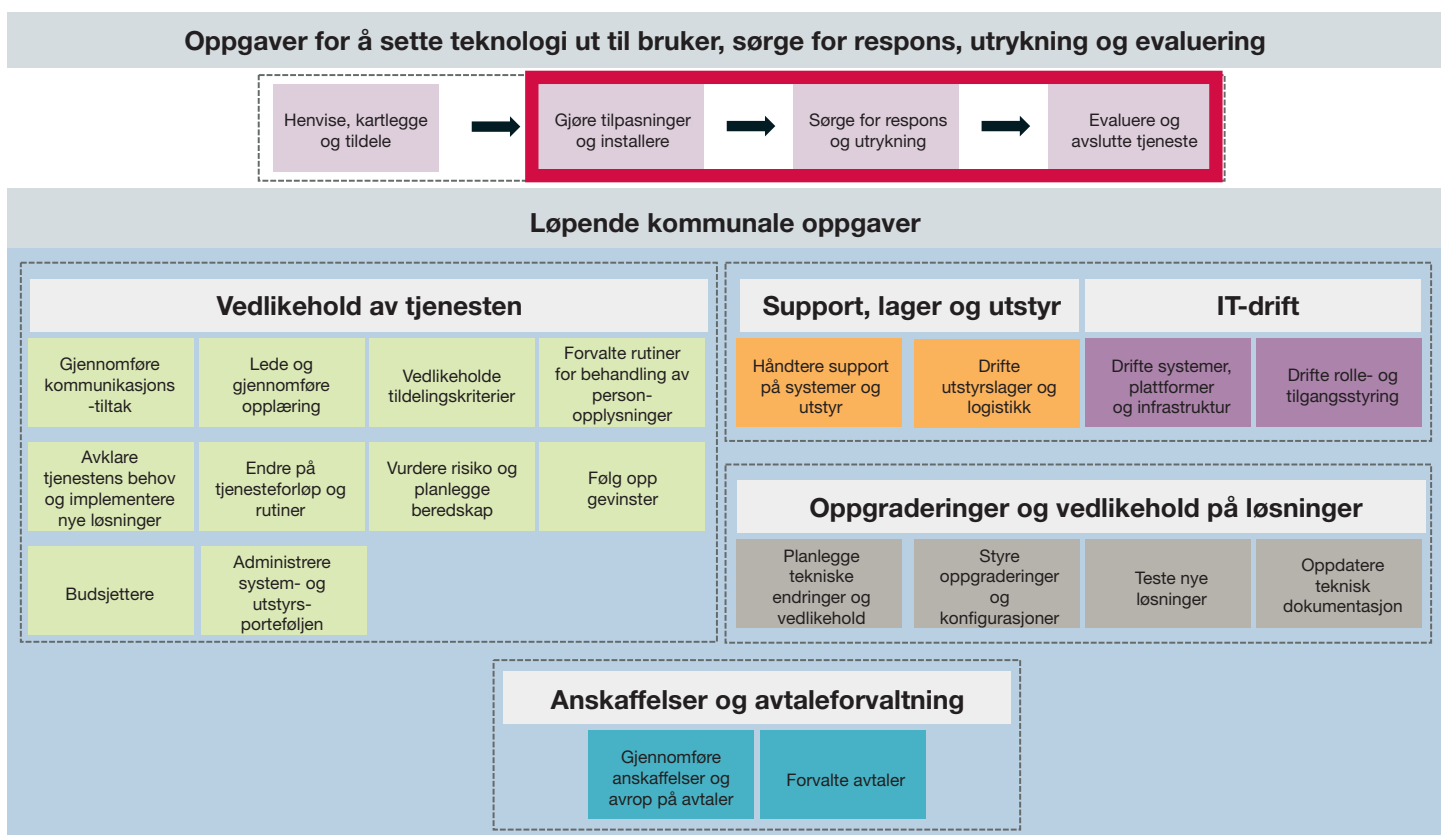 Oppgaver for å sette teknologi ut til bruker, sørge for respons, utrykning og evaluering
Henvise, kartlegge
og tildele
Gjøre tilpasninger
og installere
Sørge for respons
og utrykning
Evaluere og
avslutte tjeneste
Løpende kommunale oppgaver
Vedlikehold av tjenesten
Gjennomføre
kommunikasjons
-tiltak
Lede og
gjennomføre
opplæring
Vedlikeholde
tildelingskriterier
Forvalte rutiner
for behandling av
person-
opplysninger
Avklare
tjenestens behov
og implementere
nye løsninger
Endre på
tjenesteforløp og
rutiner
Vurdere risiko og
planlegge
beredskap
Følg opp
gevinster
Budsjettere
Administrere
system- og
utstyrs-
porteføljen
Support, lager og utstyr
IT-drift
Håndtere support
på systemer og
utstyr
Drifte
utstyrslager og
logistikk
Drifte systemer,
plattformer
og infrastruktur
Drifte rolle- og
tilgangsstyring
Oppgraderinger og vedlikehold på løsninger
Planlegge
tekniske
endringer og
vedlikehold
Styre
oppgraderinger
og
konfigurasjoner
Teste nye
løsninger
Oppdatere
teknisk
dokumentasjon
Anskaffelser og avtaleforvaltning
Gjennomføre
anskaffelser og
avrop på avtaler
Forvalte avtaler